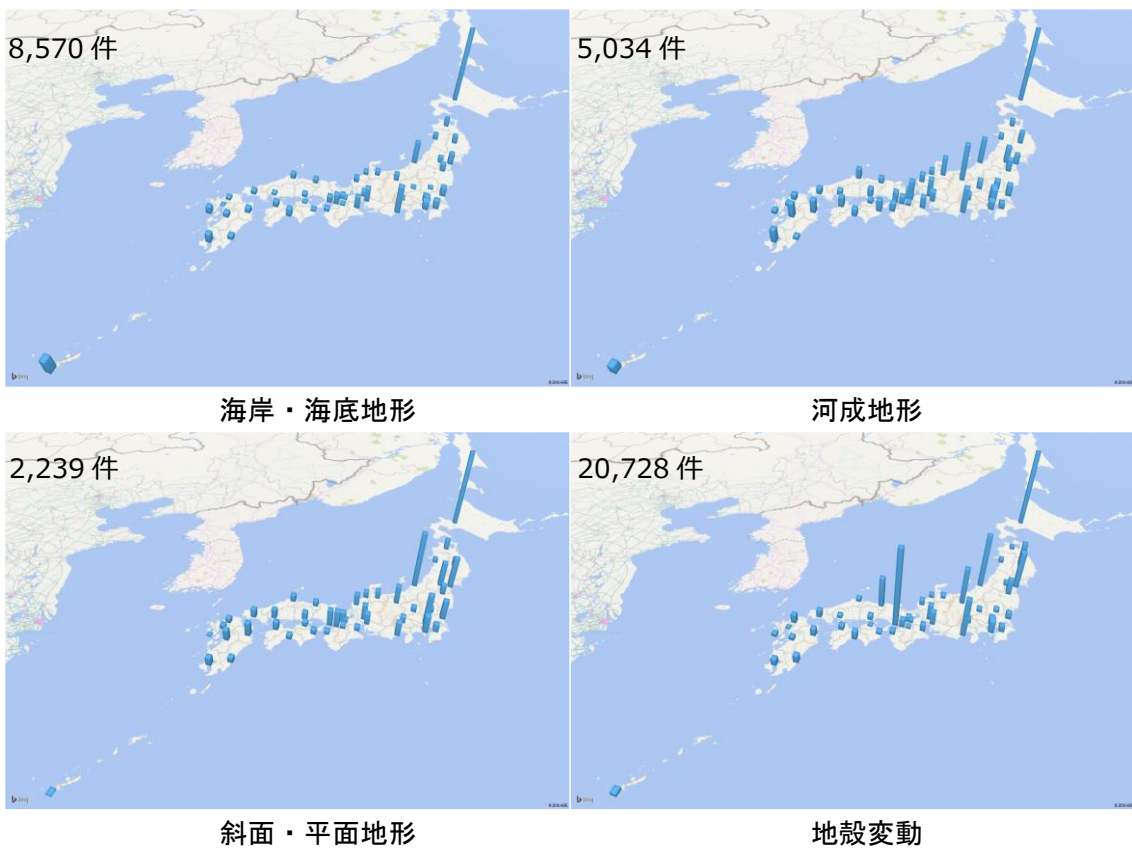 8,570 件
5,034 件
海岸・海底地形
河成地形
2,239 件
20,728 件
斜面・平面地形
地殻変動